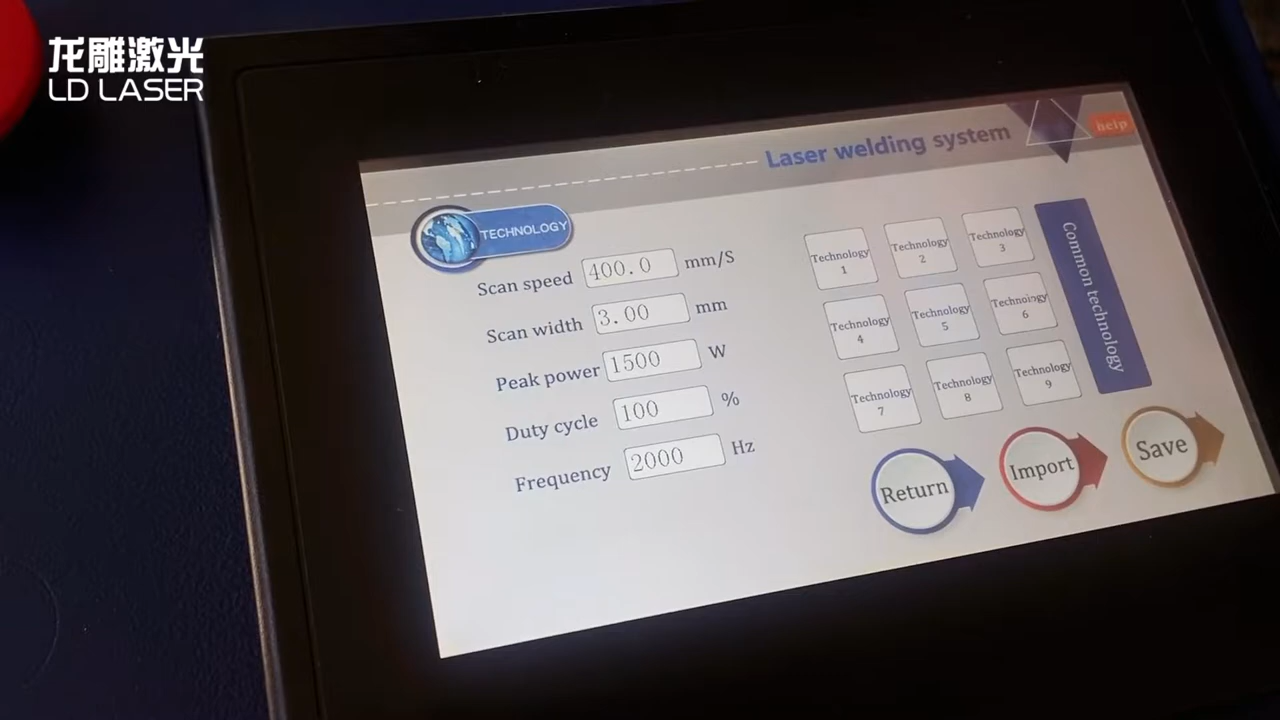 龙雕激光
LD LASER
Laser welding system
help
TECHNOLOGY
Scan speed 400.0 mm/S
Scan width 3.00 mm
Peak power 1500 W
Duty cycle 100 %
Frequency 2000 Hz
Technology 1
Technology 2
Technology 3
Technology 4
Technology 5
Technology 6
Technology 7
Technology 8
Technology 9
Common technology
Return
Import
Save